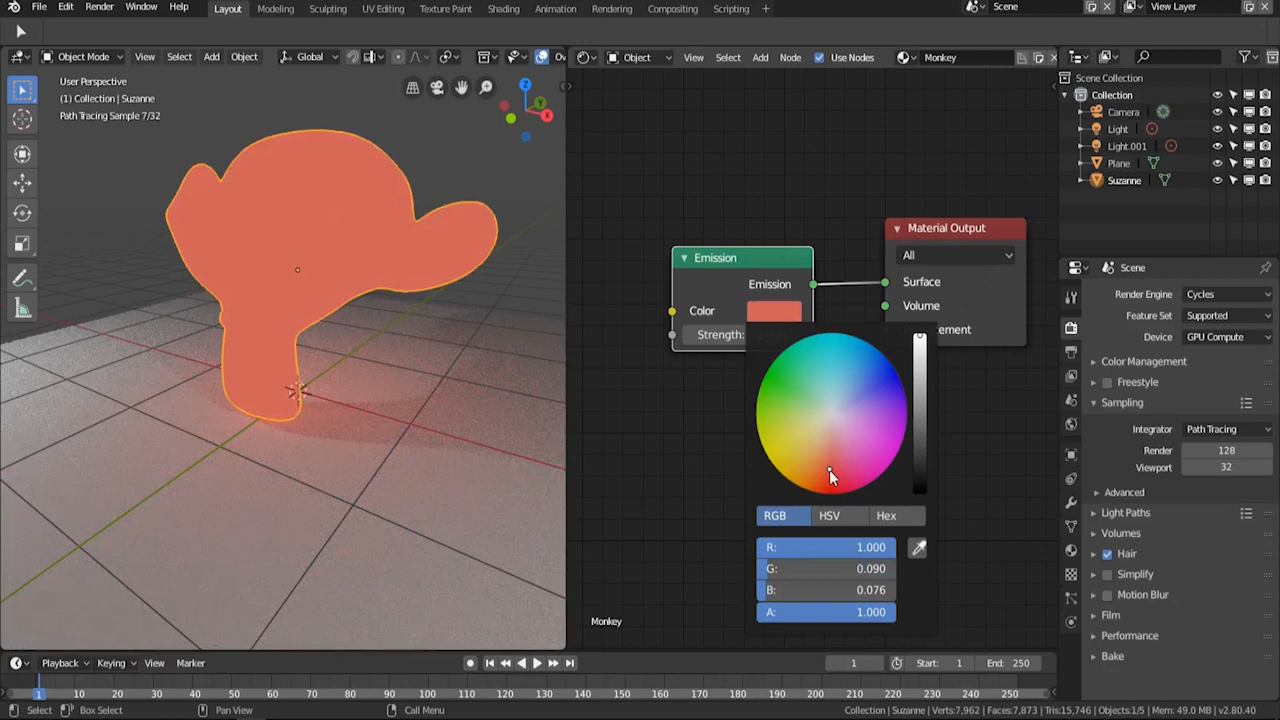 File Edit Render Window Help Layout Modeling Sculpting UV Editing Texture Paint Shading Animation Rendering Compositing Scripting + Scene View Layer
Object Mode View Select Add Object Global Ov Object View Select Add Node Use Nodes Monkey
User Perspective
(1) Collection | Suzanne
Path Tracing Sample 7/32
Z
Y
X
Emission
Emission
Color
Strength:
Material Output
All
Surface
Volume
ement
RGB HSV Hex
R: 1.000
G: 0.090
B: 0.076
A: 1.000
Monkey
Scene Collection
Collection
Camera
Light
Light.001
Plane
Suzanne
Scene
Render Engine Cycles
Feature Set Supported
Device GPU Compute
Color Management
Freestyle
Sampling
Integrator Path Tracing
Render 128
Viewport 32
Advanced
Light Paths
Volumes
Hair
Simplify
Motion Blur
Film
Performance
Bake
Playback Keying View Marker 1 Start: 1 End: 250
1 10 20 30 40 50 60 70 80 90 100 110 120 130 140 150 160 170 180 190 200 210 220 230 240 250
Select Box Select Pan View Call Menu Collection | Suzanne | Verts:7,962 | Faces:7,873 | Tris:15,746 | Objects:1/5 | Mem: 49.0 MB | v2.80.40